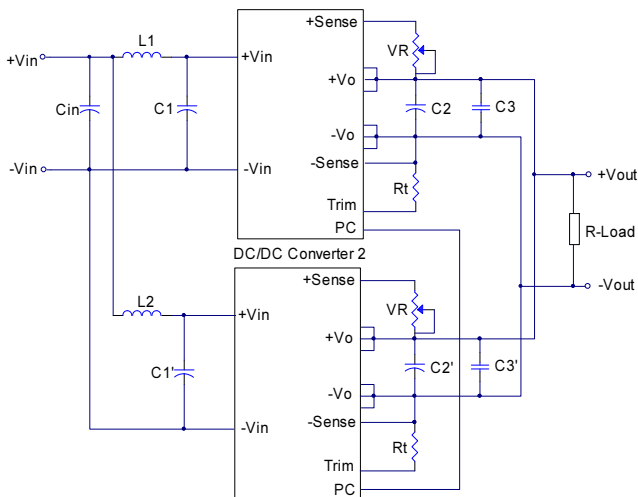 +Sense
L1
VR
+Vin
+Vin
+Vo
Cin
C1
C2
C3
-Vo
-Vin
-Vin
-Sense
+Vout
Rt
Trim
R-Load
PC
DC/DC Converter 2
+Sense
-Vout
L2
VR
+Vin
+Vo
C1'
C2'
C3'
-Vo
-Vin
-Sense
Rt
Trim
PC